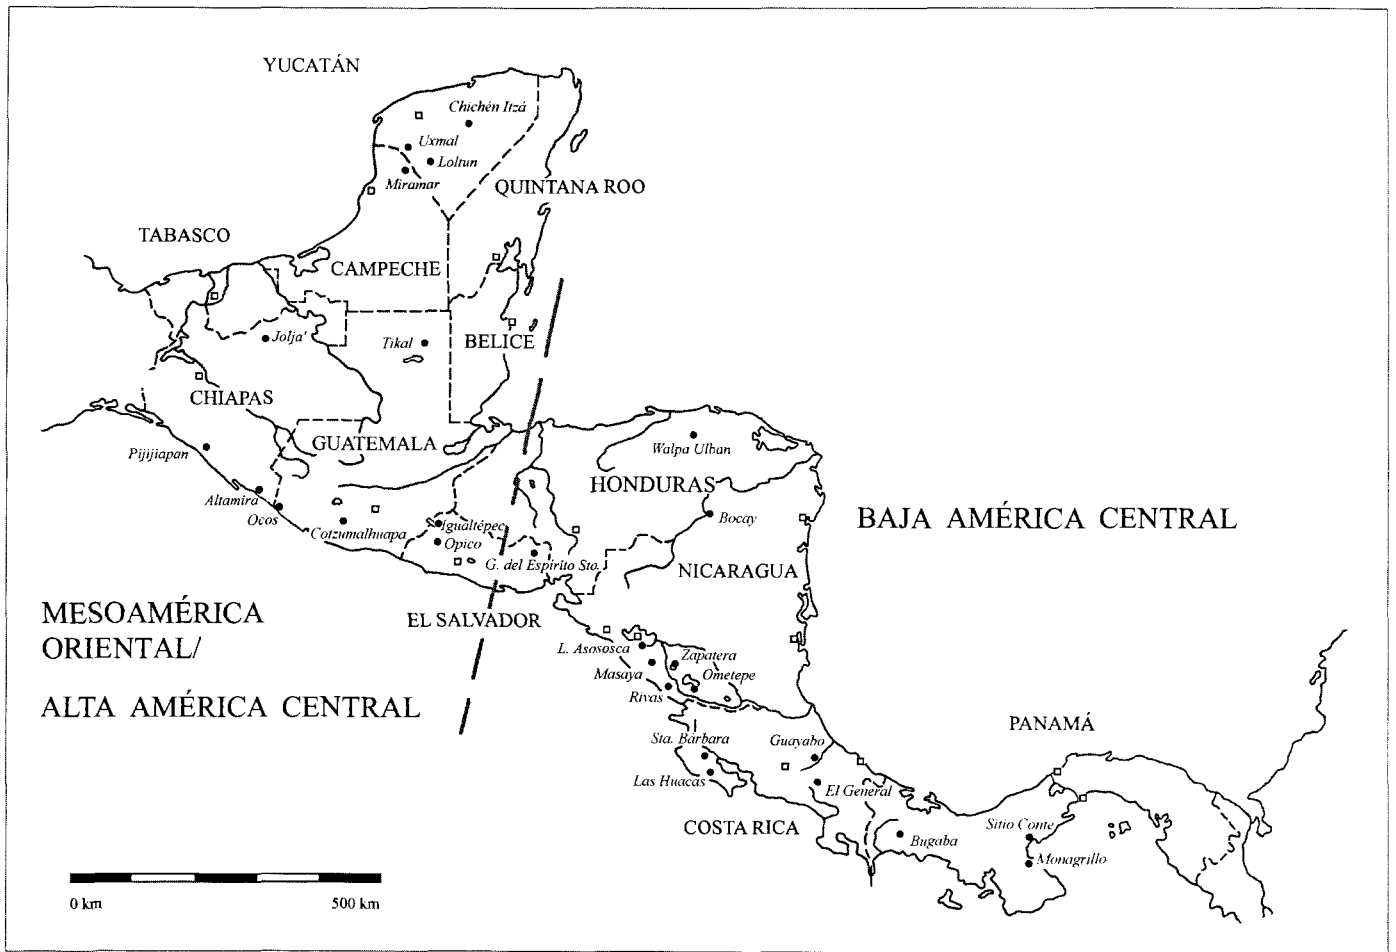 YUCATÁN
Chichén Itzá
Uxmal
Loltun
Miramar
QUINTANA ROO
TABASCO
CAMPECHE
Jolja'
Tikal
BELICE
CHIAPAS
GUATEMALA
Pijijiapan
Walpa Ulban
HONDURAS
Altamira
Ocos
Cotzumalhuapa
Igualtépec
Opico
Bocay
BAJA AMÉRICA CENTRAL
G. del Espíritu Sto.
NICARAGUA
MESOAMÉRICA
ORIENTAL/
ALTA AMÉRICA CENTRAL
EL SALVADOR
L. Asososca
Zapatera
Masaya
Ometepe
Rivas
PANAMÁ
Sta. Bárbara
Guayabo
Las Huacas
El General
COSTA RICA
Sitio Conte
Bugaba
Monagrillo
0 km
500 km